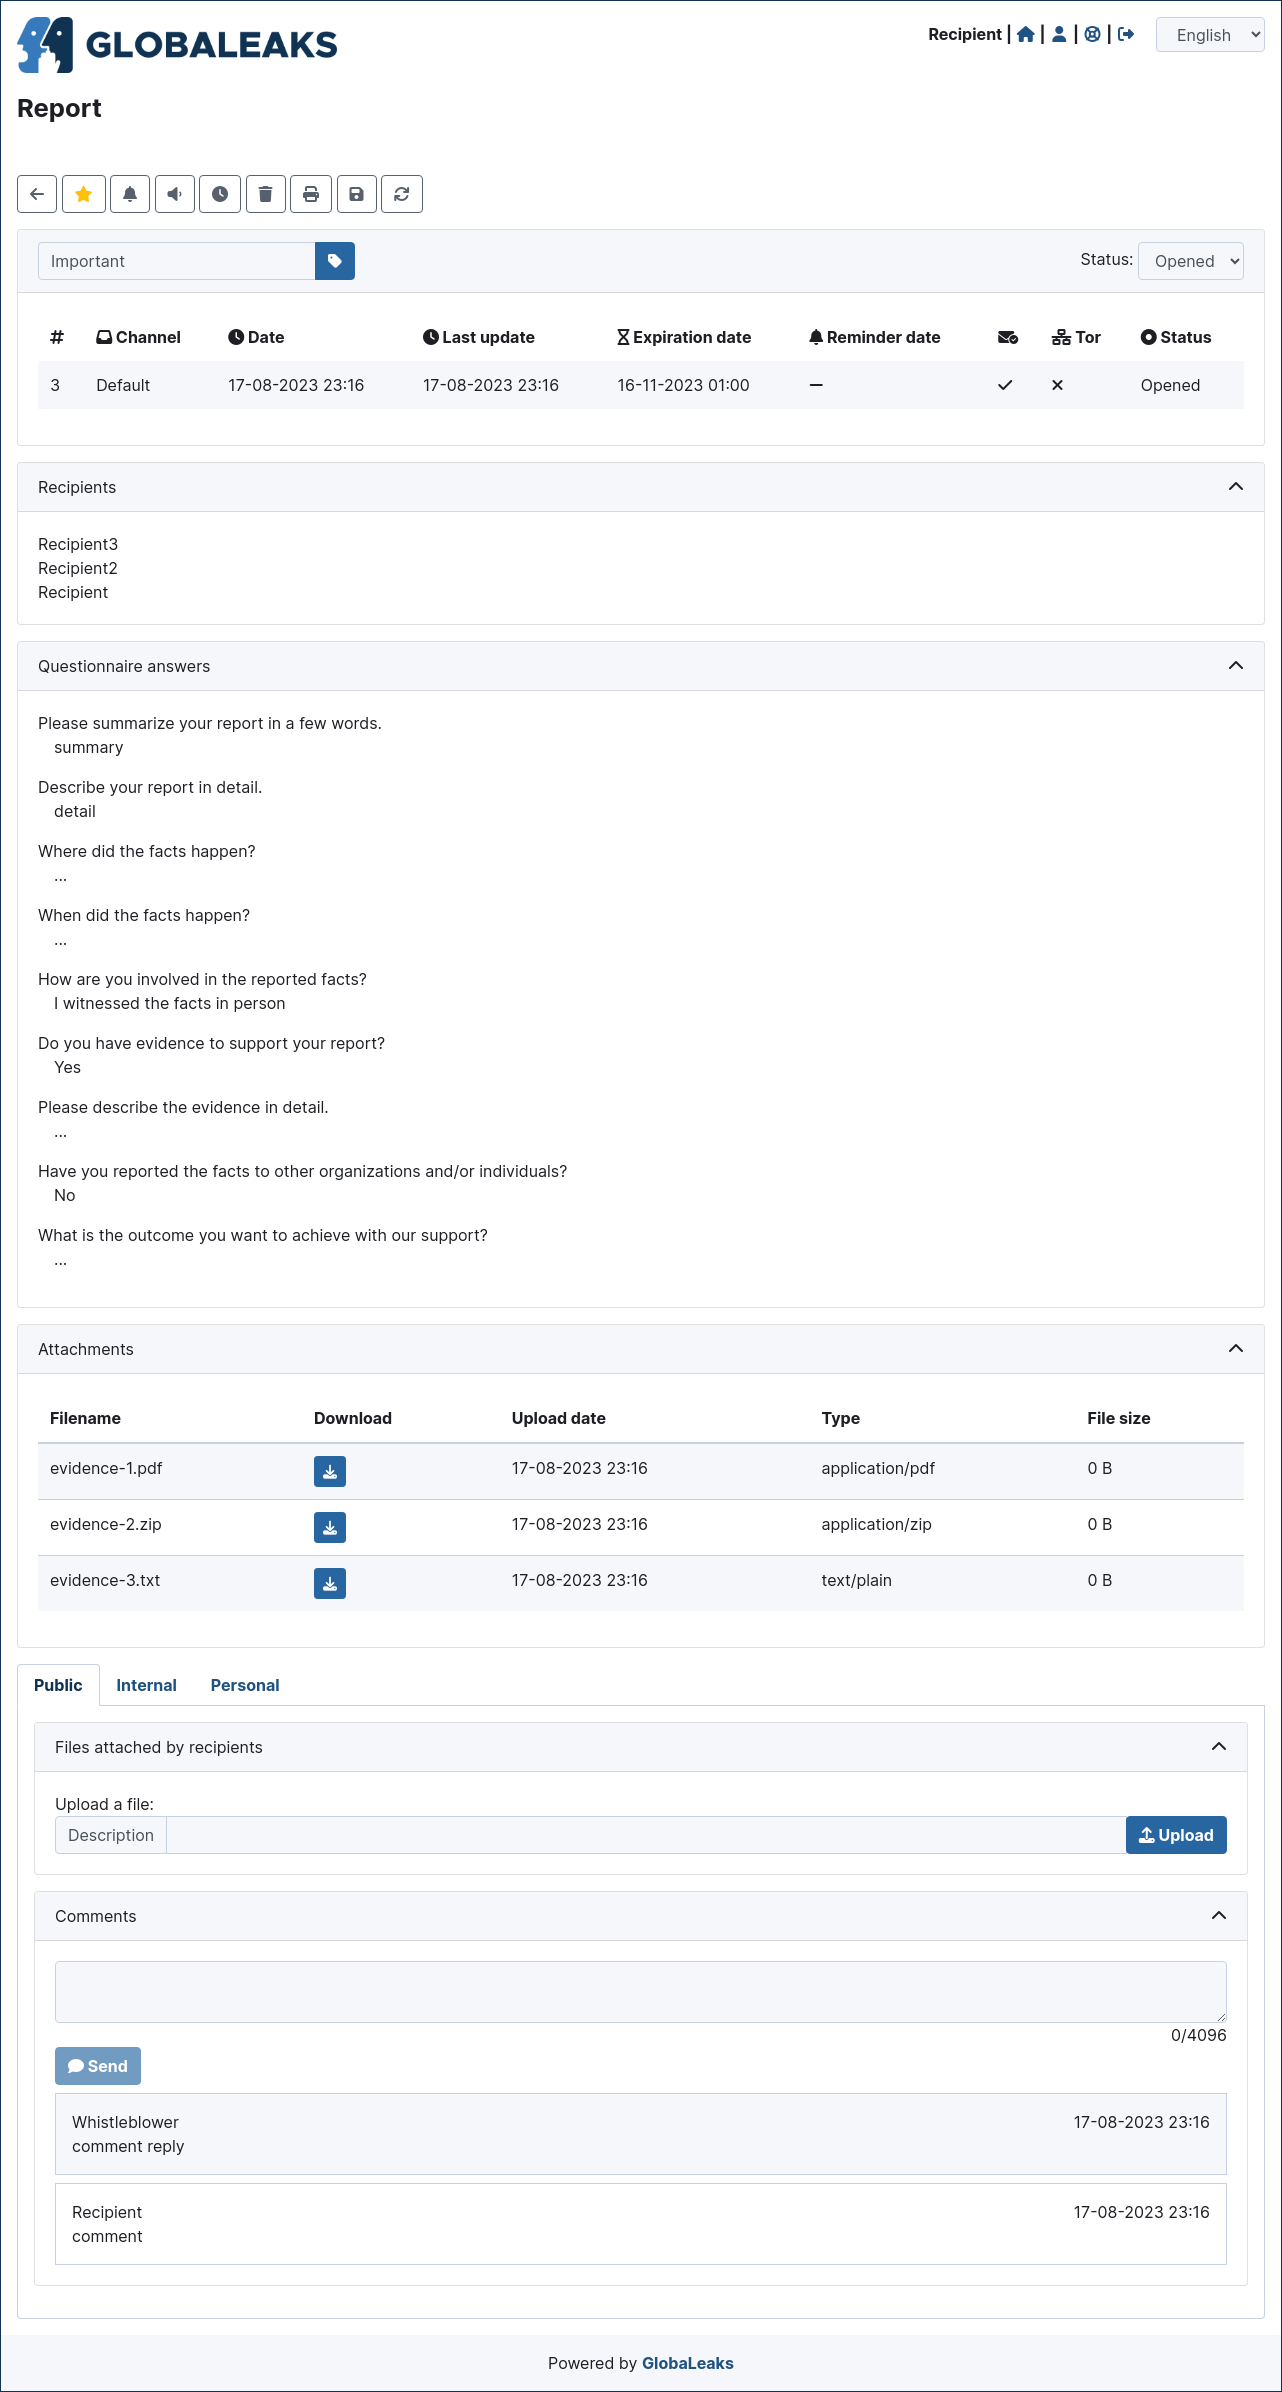 GLOBALEAKS
Recipient | | | | English
Report
Important
Status: Opened
# Channel Date Last update Expiration date Reminder date Tor Status
3 Default 17-08-2023 23:16 17-08-2023 23:16 16-11-2023 01:00 Opened
Recipients
Recipient3
Recipient2
Recipient
Questionnaire answers
Please summarize your report in a few words.
summary
Describe your report in detail.
detail
Where did the facts happen?
...
When did the facts happen?
...
How are you involved in the reported facts?
I witnessed the facts in person
Do you have evidence to support your report?
Yes
Please describe the evidence in detail.
...
Have you reported the facts to other organizations and/or individuals?
No
What is the outcome you want to achieve with our support?
...
Attachments
Filename Download Upload date Type File size
evidence-1.pdf 17-08-2023 23:16 application/pdf 0 B
evidence-2.zip 17-08-2023 23:16 application/zip 0 B
evidence-3.txt 17-08-2023 23:16 text/plain 0 B
Public Internal Personal
Files attached by recipients
Upload a file:
Description Upload
Comments
0/4096
Send
Whistleblower 17-08-2023 23:16
comment reply
Recipient 17-08-2023 23:16
comment
Powered by GlobaLeaks